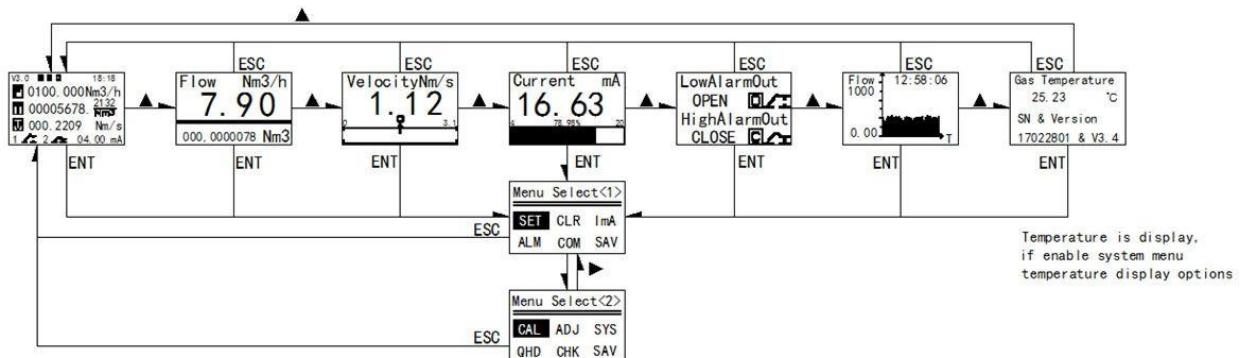 ESC
ESC
ESC
ESC
ESC
ESC
V3.0 18:18
0100.000Nm3/h
00005678. 2132 Nm3
000.2209 Nm/s
1 2 04.00 mA
Flow Nm3/h
7.90
000.0000078 Nm3
VelocityNm/s
1.12
0 3.1
Current mA
16.63
4 78.98% 20
LowAlarmOut
OPEN O
HighAlarmOut
CLOSE C
Flow 12:58:06
1000
0.00
T
Gas Temperature
25.23 ℃
SN & Version
17022801 & V3.4
ENT
ENT
ENT
ENT
ENT
ENT
ENT
Menu Select<1>
SET CLR ImA
ALM COM SAV
ESC
Temperature is display,
if enable system menu
temperature display options
Menu Select<2>
CAL ADJ SYS
QHD CHK SAV
ESC